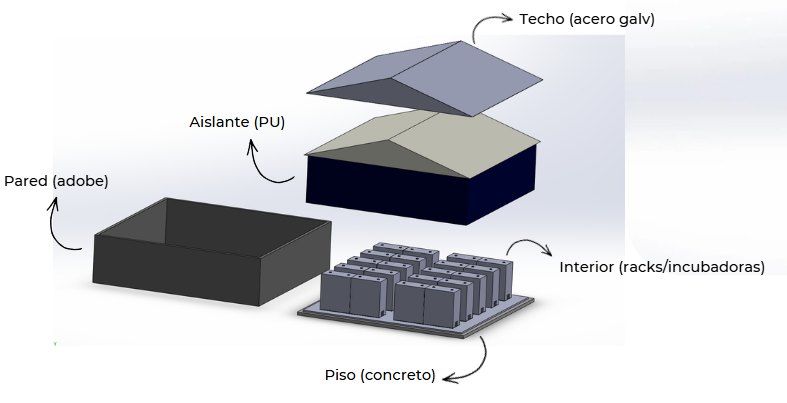 Techo (acero galv)
Aislante (PU)
Pared (adobe)
Interior (racks/incubadoras)
Piso (concreto)